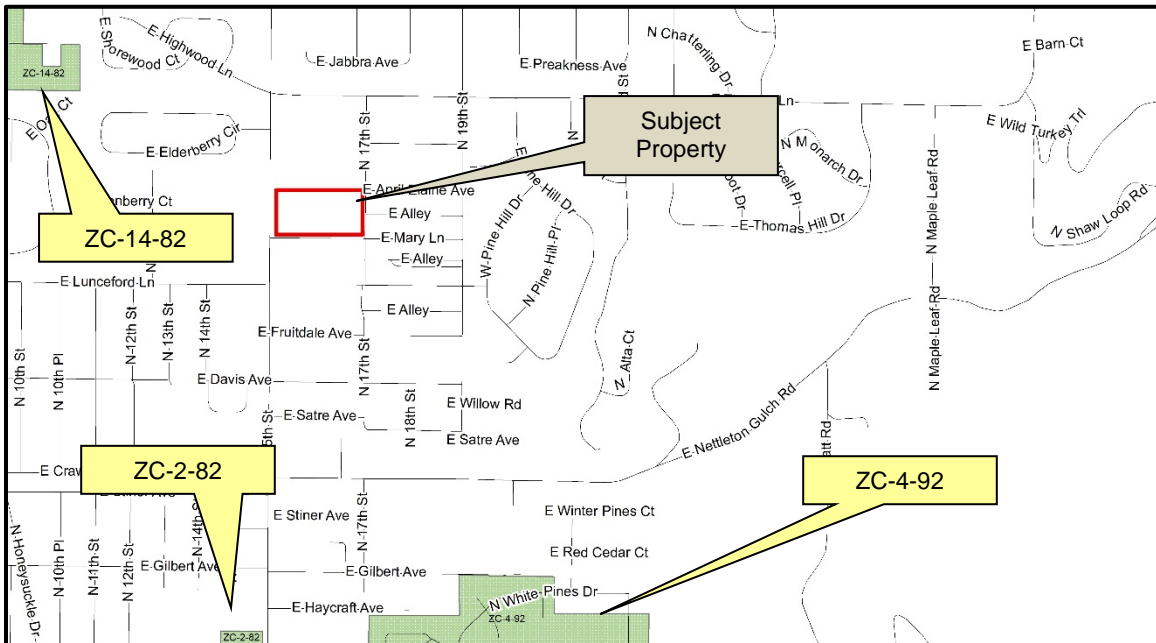 E Shorewood Ct
E Highwood Ln
N Chatterling Dr
E Barn Ct
E Jabbra Ave
E Preakness Ave
ZC-14-82
N 17th St
N 19th St
Ln
Subject
Property
E Wild Turkey Trl
E Elderberry Cir
N Monarch Dr
N Maple Leaf Rd
E April Elaine Ave
E Alley
E Thomas Hill Dr
N Shaw Loop Rd
ZC-14-82
E Mary Ln
E Alley
W Pine Hill Dr
N Pine Hill Pl
E Lunceford Ln
E Alley
N 10th St
N 10th Pl
N 12th St
N 13th St
N 14th St
E Fruitdale Ave
N 17th St
N Alta Ct
N Maple Leaf Rd
E Davis Ave
E Satre Ave
N 18th St
E Willow Rd
E Satre Ave
E Nettleton Gulch Rd
ZC-2-82
ZC-4-92
E Stiner Ave
N 17th St
E Winter Pines Ct
N Honeysuckle Dr
N 10th Pl
N 11th St
N 12th St
N 14th St
E Red Cedar Ct
E Gilbert Ave
E Gilbert Ave
E Haycraft Ave
N White Pines Dr
ZC-4-92
ZC-2-82